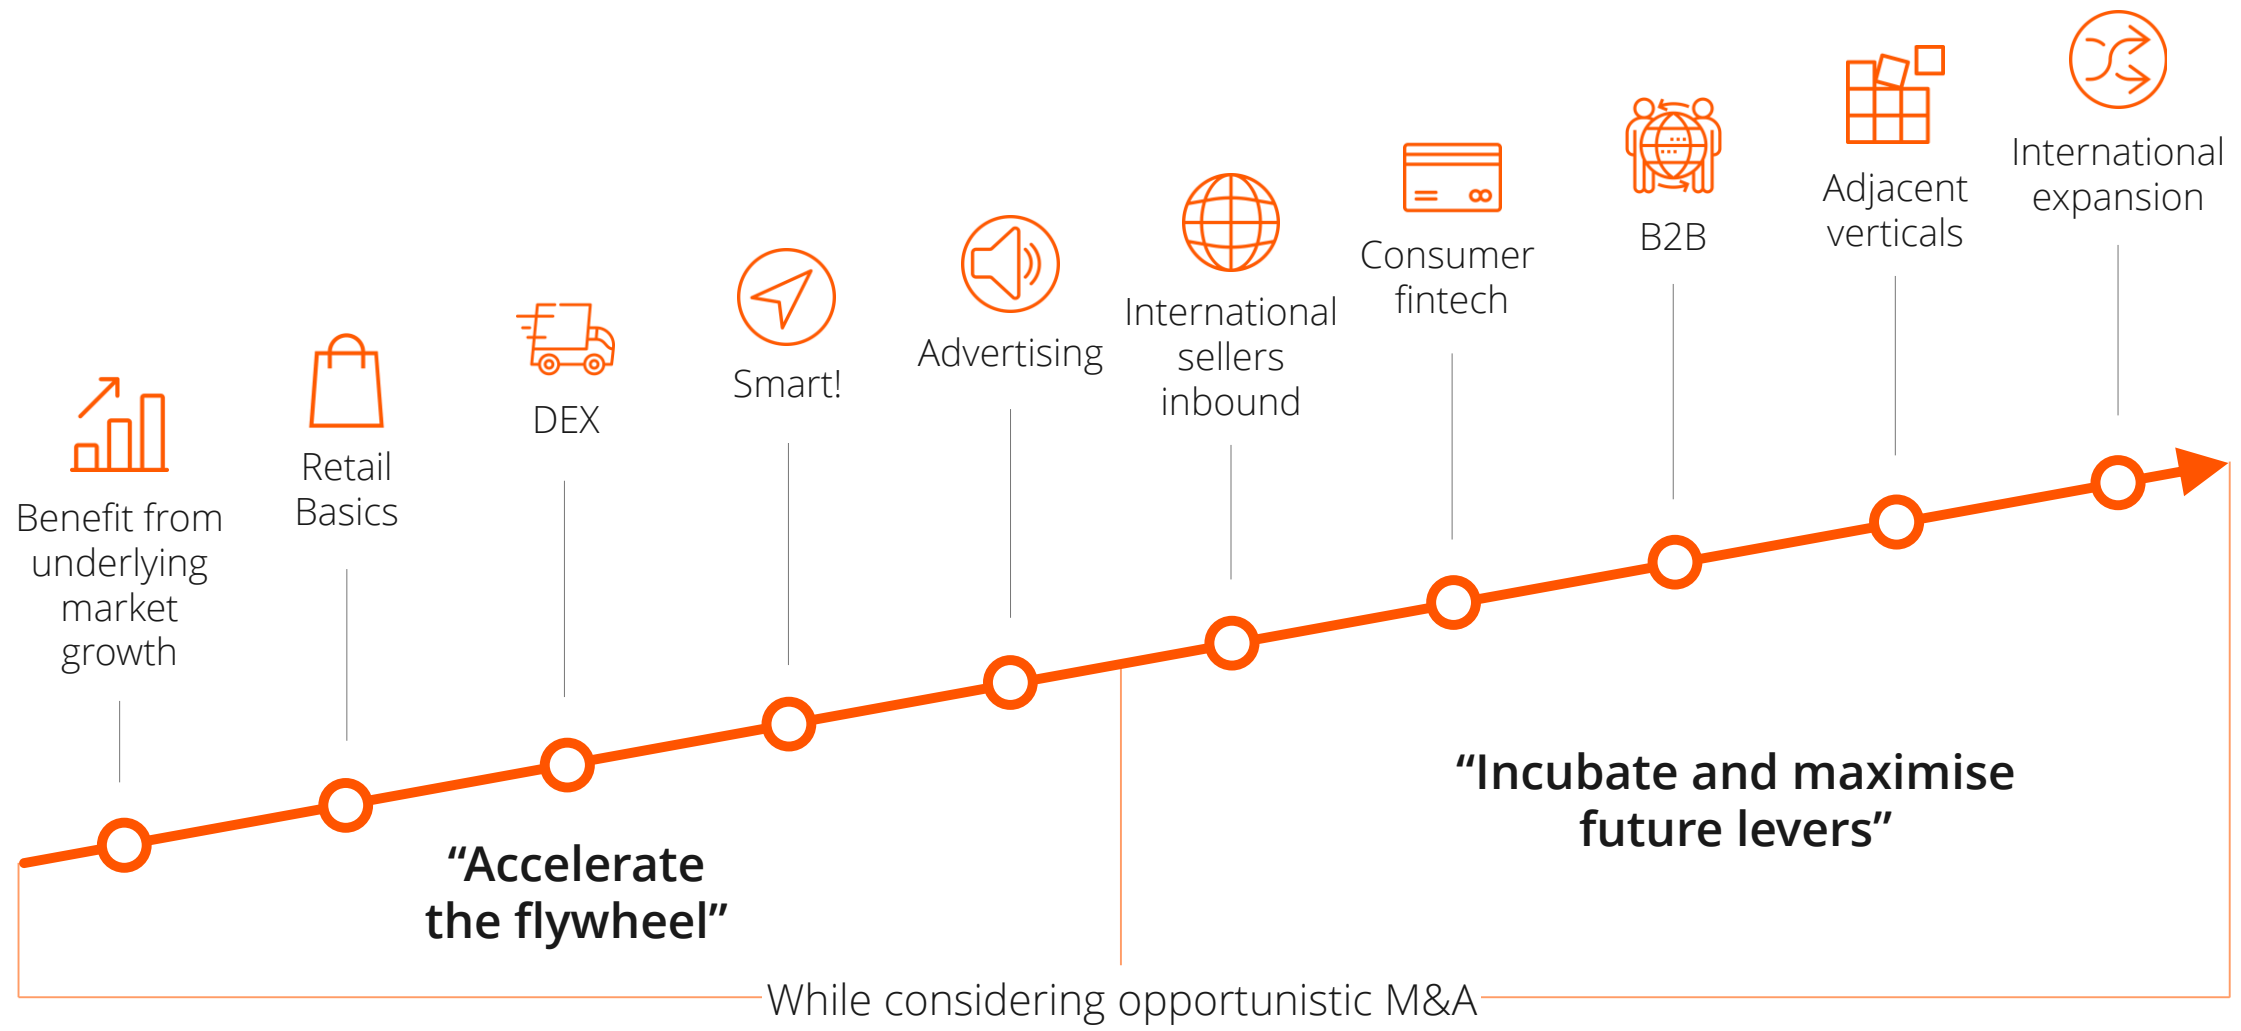 Benefit from
underlying
market
growth
Retail
Basics
DEX
Smart!
Advertising
International
sellers
inbound
Consumer
fintech
B2B
Adjacent
verticals
International
expansion
“Accelerate
the flywheel”
“Incubate and maximise
future levers”
While considering opportunistic M&A